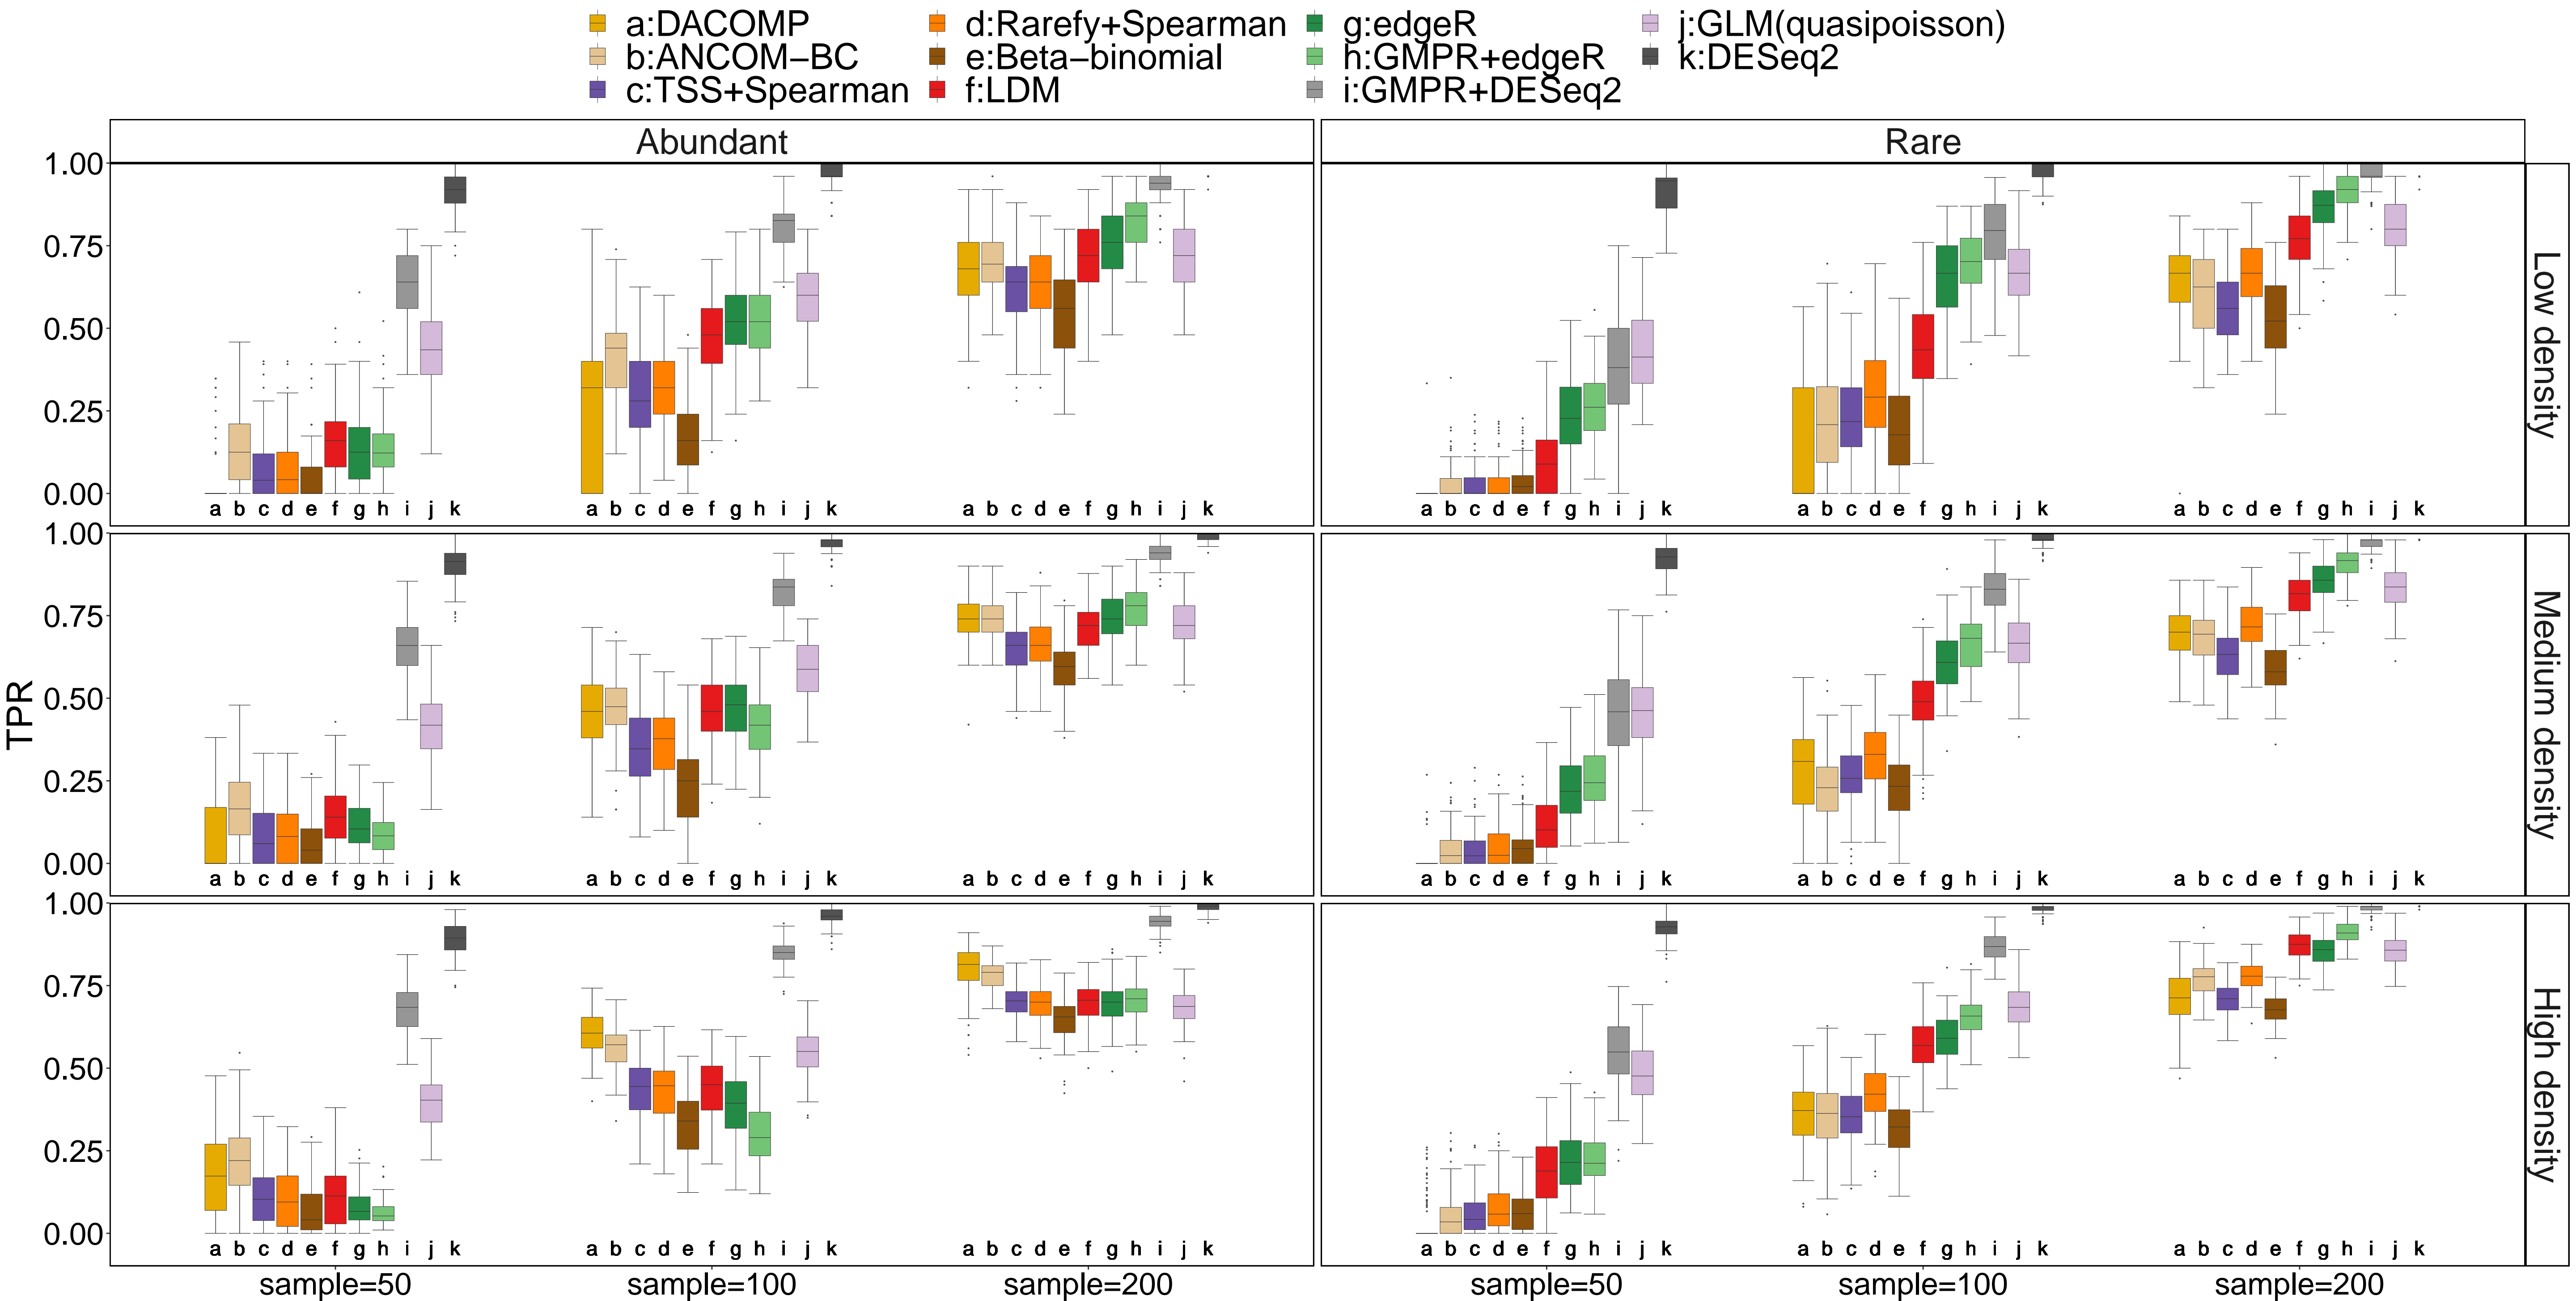 a:DACOMP d:Rarefy+Spearman g:edgeR j:GLM(quasipoisson)
b:ANCOM−BC e:Beta−binomial h:GMPR+edgeR k:DESeq2
c:TSS+Spearman f:LDM i:GMPR+DESeq2
Abundant Rare
1.00
0.75
0.50
0.25
0.00
a b c d e f g h i j k a b c d e f g h i j k a b c d e f g h i j k a b c d e f g h i j k a b c d e f g h i j k a b c d e f g h i j k
Low density
1.00
0.75
0.50
0.25
0.00
a b c d e f g h i j k a b c d e f g h i j k a b c d e f g h i j k a b c d e f g h i j k a b c d e f g h i j k a b c d e f g h i j k
Medium density
TPR
1.00
0.75
0.50
0.25
0.00
a b c d e f g h i j k a b c d e f g h i j k a b c d e f g h i j k a b c d e f g h i j k a b c d e f g h i j k a b c d e f g h i j k
High density
sample=50 sample=100 sample=200 sample=50 sample=100 sample=200